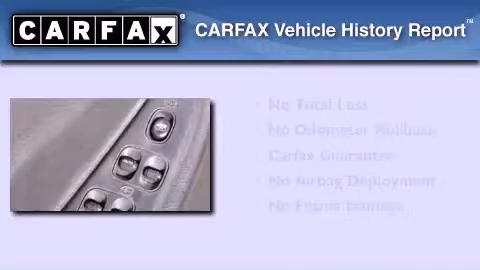 CARFAX® CARFAX Vehicle History Report™
• No Total Loss
• No Odometer Rollback
• Carfax Guarantee
• No Airbag Deployment
• No Frame Damage